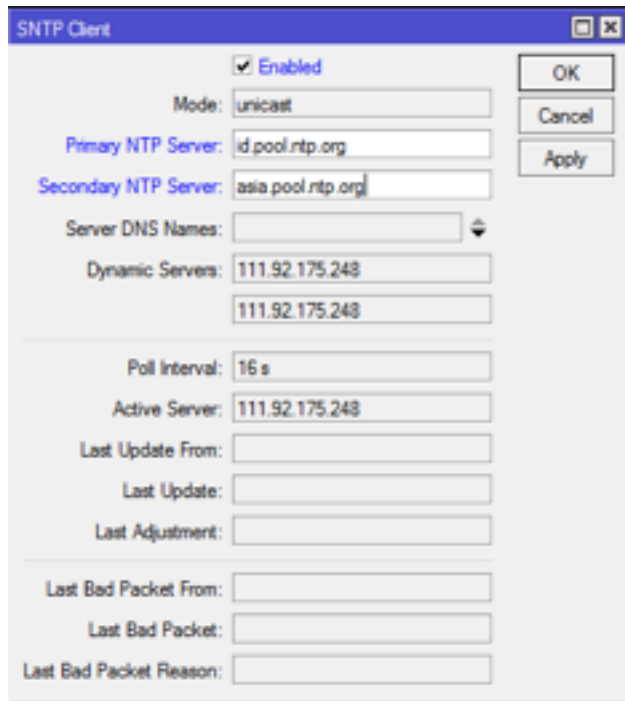 SNTP Client
Enabled
OK
Mode: unicast
Cancel
Primary NTP Server: id.pool.ntp.org
Apply
Secondary NTP Server: asia.pool.ntp.org
Server DNS Names:
Dynamic Servers: 111.92.175.248
111.92.175.248
Poll Interval: 16 s
Active Server: 111.92.175.248
Last Update From:
Last Update:
Last Adjustment:
Last Bad Packet From:
Last Bad Packet:
Last Bad Packet Reason: